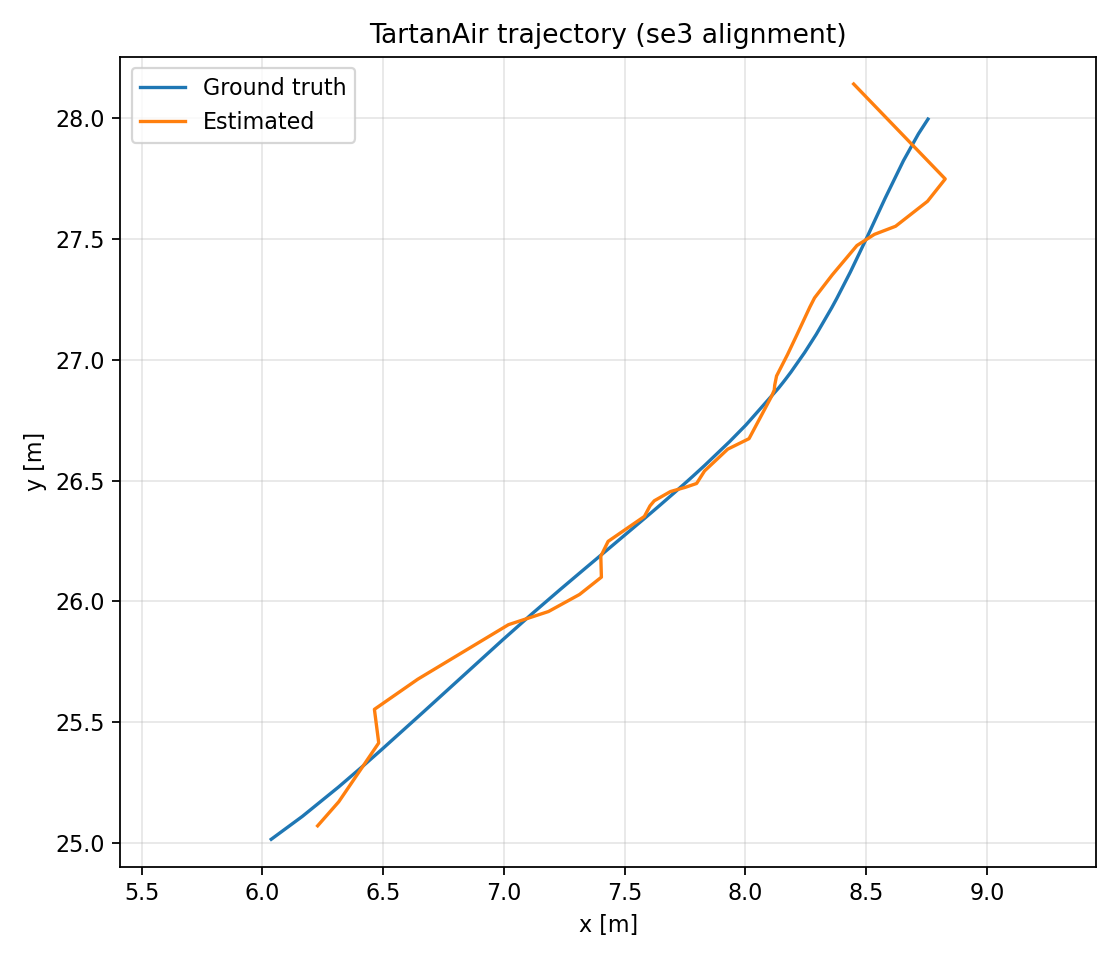 TartanAir trajectory (se3 alignment)
Ground truth
Estimated
28.0
27.5
27.0
26.5
26.0
25.5
25.0
y [m]
5.5 6.0 6.5 7.0 7.5 8.0 8.5 9.0
x [m]